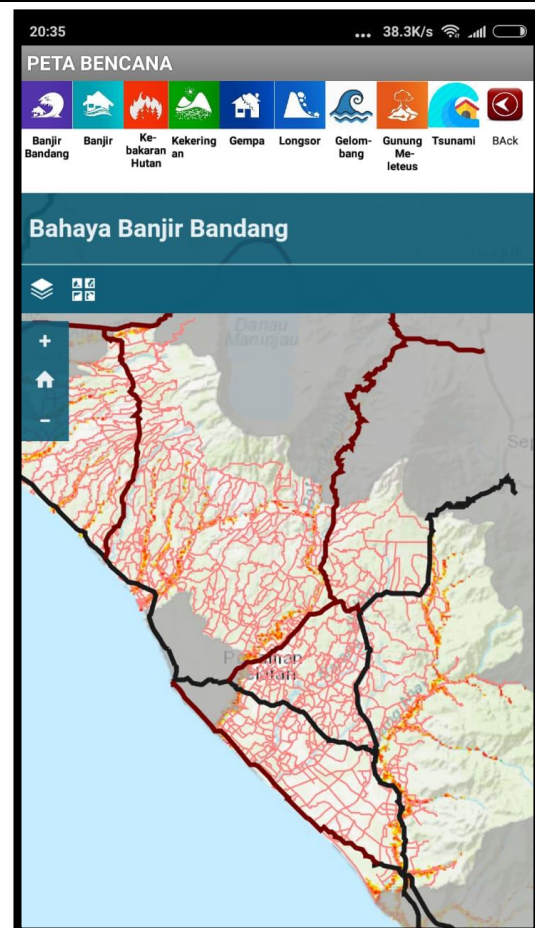 20:35
... 38.3K/s
PETA BENCANA
Banjir
Bandang
Banjir
Ke-
bakaran
Hutan
Kekering
an
Gempa
Longsor
Gelom-
bang
Gunung
Me-
leteus
Tsunami
BAck
Bahaya Banjir Bandang
Danau
Maninjau
+
-
Sep